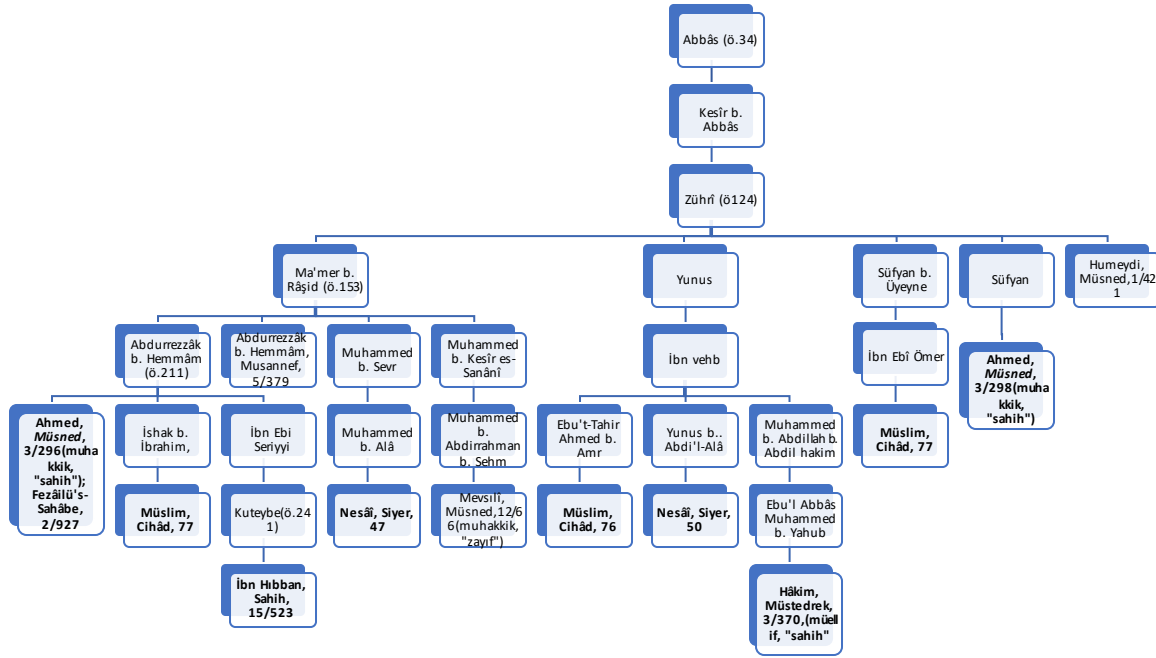 Abbâs (ö.34)
Kesîr b.
Abbâs
Zührî (ö124)
Ma'mer b.
Râşid (ö.153)
Yunus
Süfyan b.
Üyeyne
Süfyan
Humeydi,
Müsned,1/42
1
Abdurrezzâk
b. Hemmâm
(ö.211)
Abdurrezzâk
b. Hemmâm,
Musannef,
5/379
Muhammed
b. Sevr
Muhammed
b. Kesîr es-
Sanânî
İbn vehb
İbn Ebî Ömer
Ahmed,
Müsned,
3/298(muha
kkik,
"sahih")
Ahmed,
Müsned,
3/296(muha
kkik,
"sahih");
Fezâilü's-
Sahâbe,
2/927
İshak b.
İbrahim,
İbn Ebi
Seriyyi
Muhammed
b. Alâ
Muhammed
b.
Abdirrahman
b. Sehm
Ebu't-Tahir
Ahmed b.
Amr
Yunus b..
Abdi'l-Alâ
Muhammed
b. Abdillah b.
Abdil hakim
Müslim,
Cihâd, 77
Müslim,
Cihâd, 77
Kuteybe(ö.24
1)
Nesâî, Siyer,
47
Mevsılî,
Müsned,12/6
6(muhakkik,
"zayıf")
Müslim,
Cihâd, 76
Nesâî, Siyer,
50
Ebu'l Abbâs
Muhammed
b. Yahub
İbn Hıbban,
Sahih,
15/523
Hâkim,
Müstedrek,
3/370,(müell
if, "sahih"